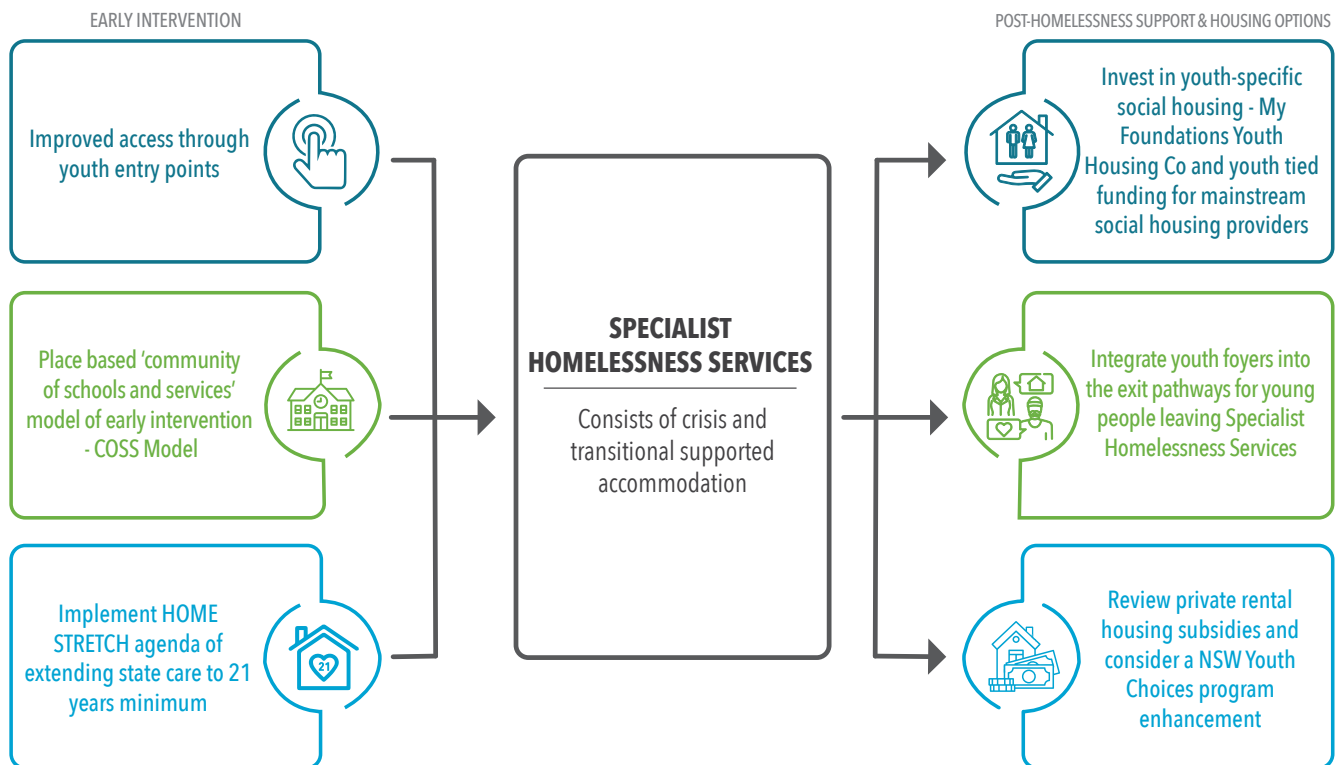 EARLY INTERVENTION
Improved access through
youth entry points
Place based ‘community
of schools and services’
model of early intervention
- COSS Model
Implement HOME
STRETCH agenda of
extending state care to 21
years minimum
21
SPECIALIST
HOMELESSNESS SERVICES
Consists of crisis and
transitional supported
accommodation
POST-HOMELESSNESS SUPPORT & HOUSING OPTIONS
Invest in youth-specific
social housing - My
Foundations Youth
Housing Co and youth tied
funding for mainstream
social housing providers
Integrate youth foyers into
the exit pathways for young
people leaving Specialist
Homelessness Services
Review private rental
housing subsidies and
consider a NSW Youth
Choices program
enhancement